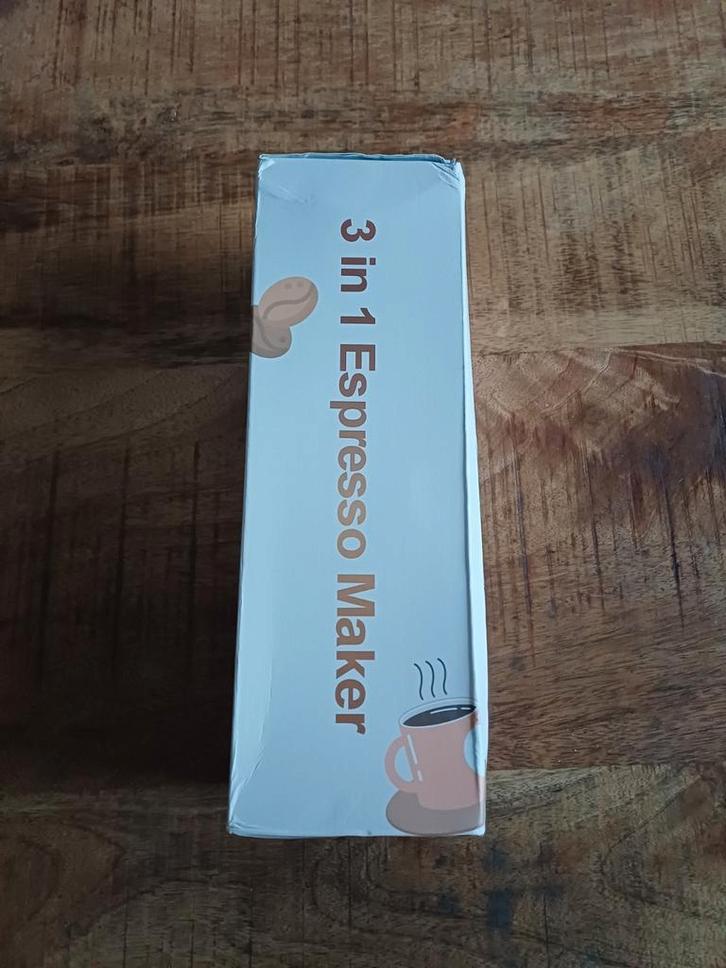 3 in 1 Espresso Maker